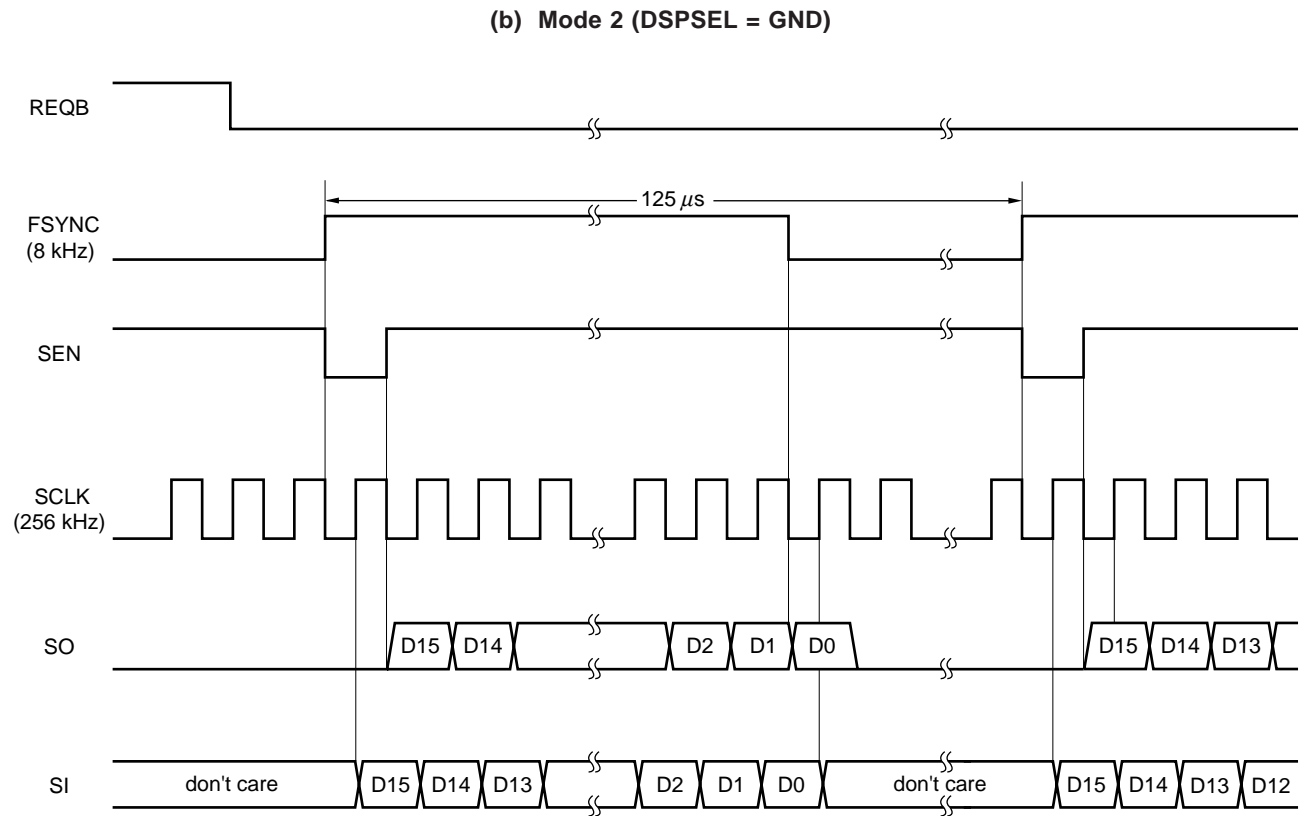 (b) Mode 2 (DSPSEL = GND)
REQB
125 μs
FSYNC
(8 kHz)
SEN
SCLK
(256 kHz)
SO
D15 D14 D2 D1 D0 D15 D14 D13
SI
don't care D15 D14 D13 D2 D1 D0 don't care D15 D14 D13 D12